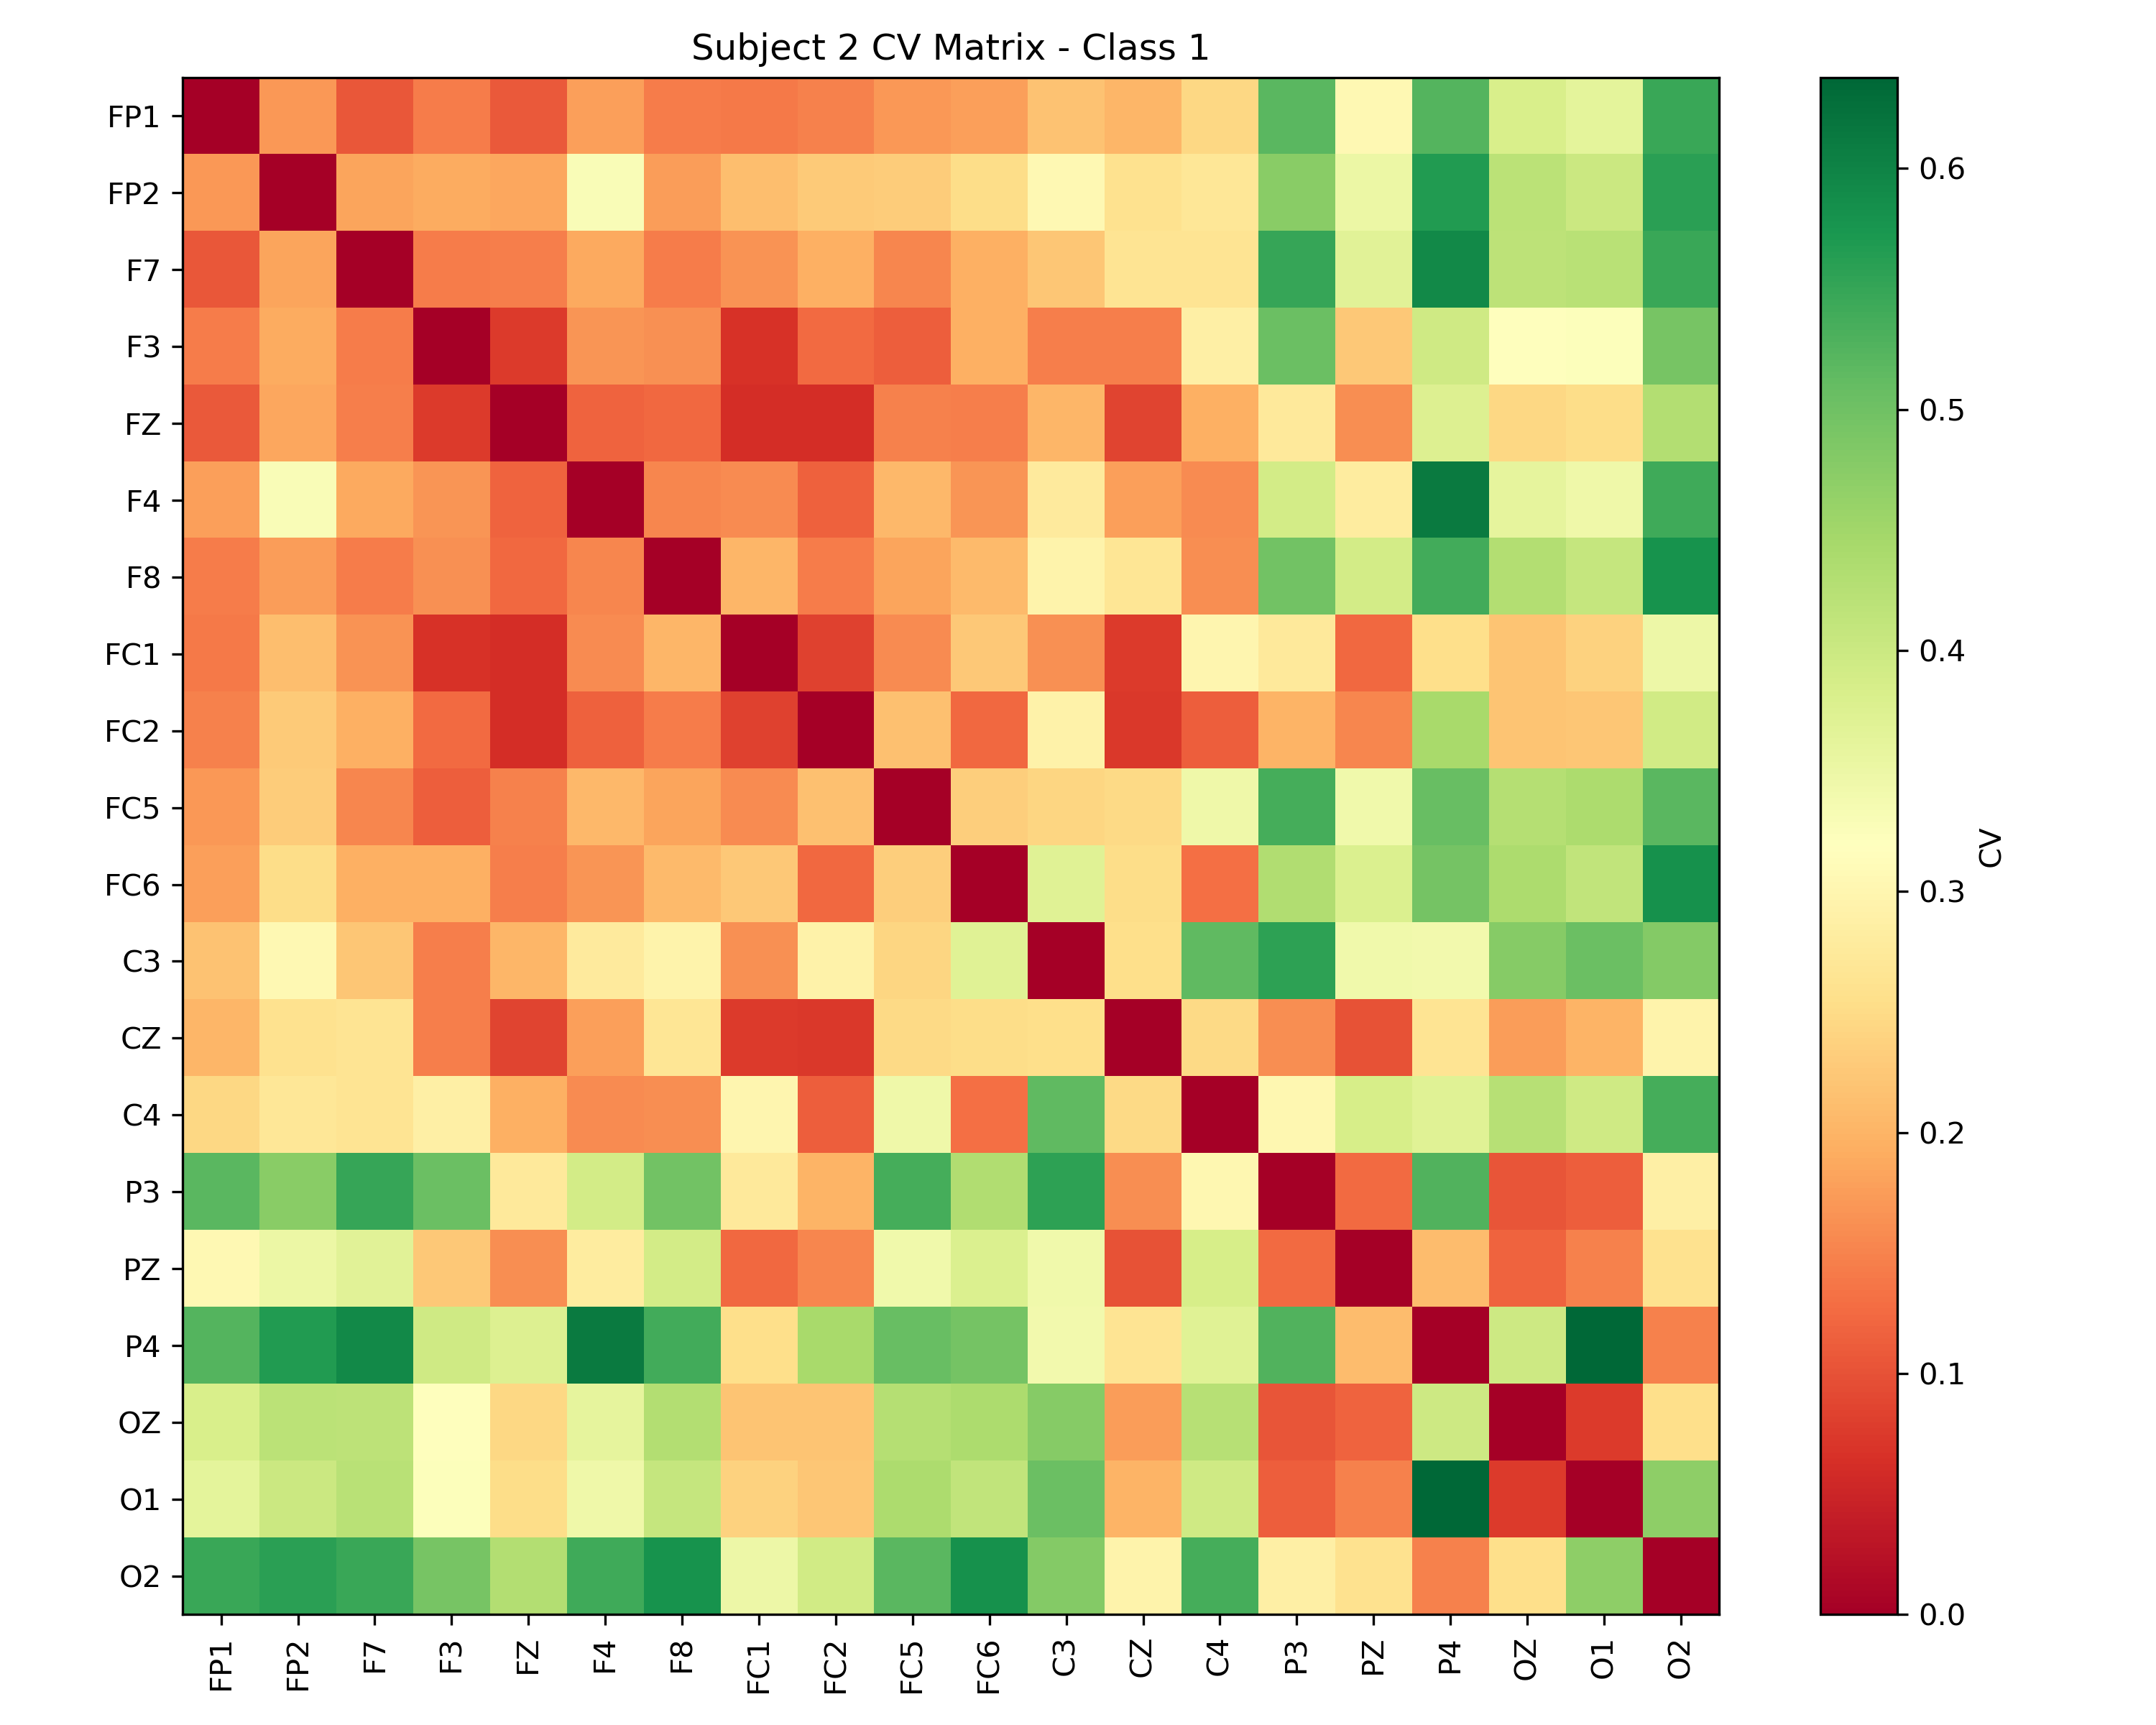 Subject 2 CV Matrix - Class 1
FP1
FP2
F7
F3
FZ
F4
F8
FC1
FC2
FC5
FC6
C3
CZ
C4
P3
PZ
P4
OZ
O1
O2
FP1 FP2 F7 F3 FZ F4 F8 FC1 FC2 FC5 FC6 C3 CZ C4 P3 PZ P4 OZ O1 O2
0.6
0.5
0.4
0.3
0.2
0.1
0.0
CV